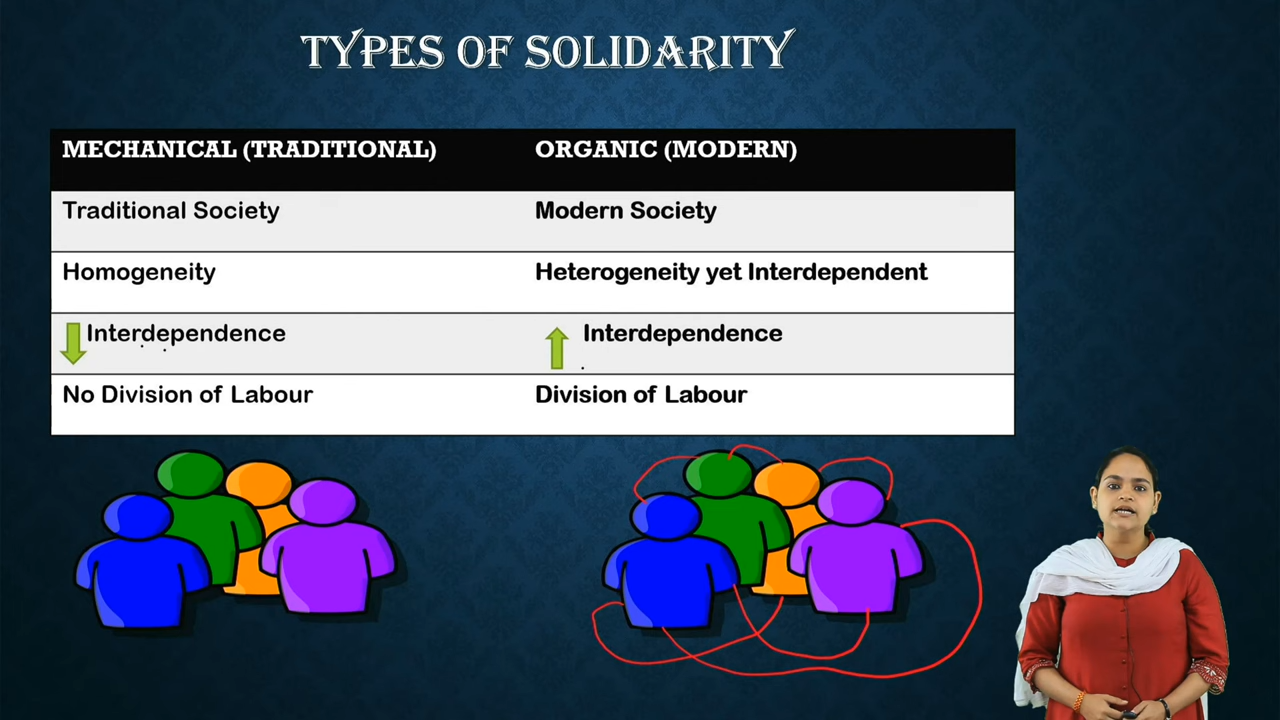 TYPES OF SOLIDARITY
MECHANICAL (TRADITIONAL) ORGANIC (MODERN)
Traditional Society Modern Society
Homogeneity Heterogeneity yet Interdependent
Interdependence Interdependence
No Division of Labour Division of Labour